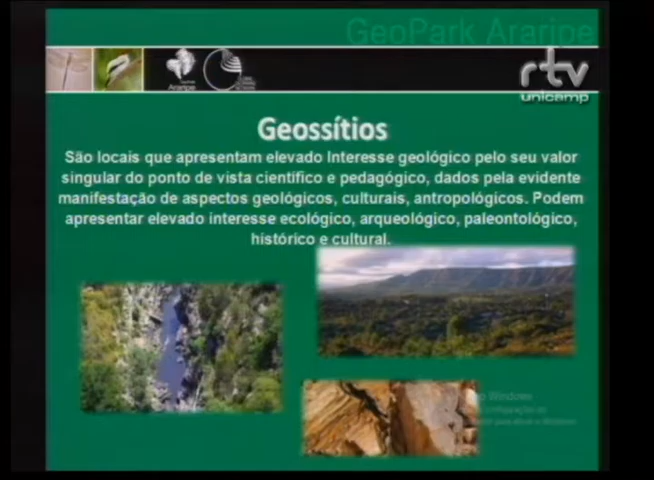 GeoPark Araripe
rtv
unicamp
Araripe
Geossítios
São locais que apresentam elevado Interesse geológico pelo seu valor
singular do ponto de vista científico e pedagógico, dados pela evidente
manifestação de aspectos geológicos, culturais, antropológicos. Podem
apresentar elevado interesse ecológico, arqueológico, paleontológico,
histórico e cultural.
Windows